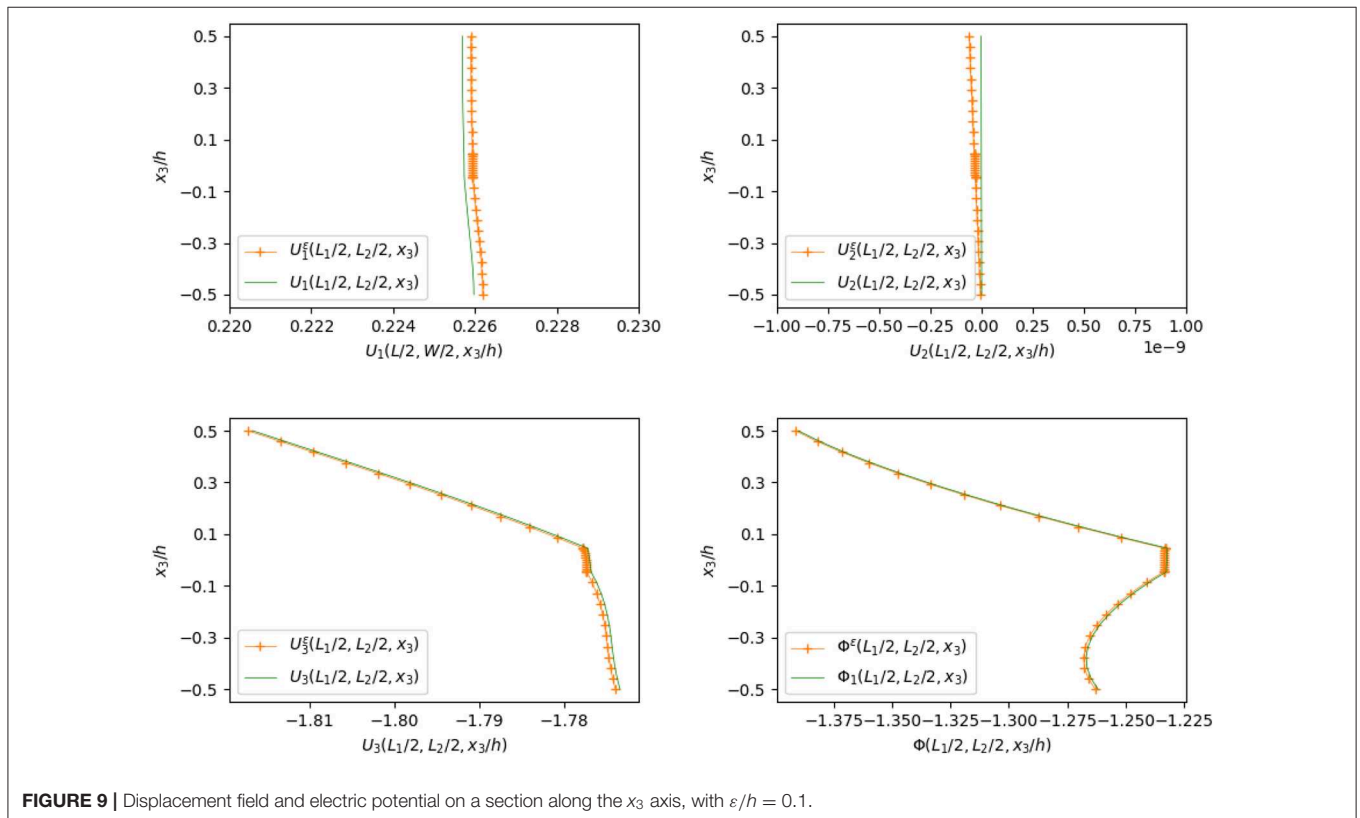 0.5
0.3
0.1
−0.1
−0.3
−0.5
x₃/h
U₁^ε(L₁/2, L₂/2, x₃)
U₁(L₁/2, L₂/2, x₃)
0.220 0.222 0.224 0.226 0.228 0.230
U₁(L/2, W/2, x₃/h)
0.5
0.3
0.1
−0.1
−0.3
−0.5
x₃/h
U₂^ε(L₁/2, L₂/2, x₃)
U₂(L₁/2, L₂/2, x₃)
−1.00 −0.75 −0.50 −0.25 0.00 0.25 0.50 0.75 1.00
1e−9
U₂(L₁/2, L₂/2, x₃/h)
0.5
0.3
0.1
−0.1
−0.3
−0.5
x₃/h
U₃^ε(L₁/2, L₂/2, x₃)
U₃(L₁/2, L₂/2, x₃)
−1.81 −1.80 −1.79 −1.78
U₃(L₁/2, L₂/2, x₃/h)
0.5
0.3
0.1
−0.1
−0.3
−0.5
x₃/h
Φ^ε(L₁/2, L₂/2, x₃)
Φ₁(L₁/2, L₂/2, x₃)
−1.375 −1.350 −1.325 −1.300 −1.275 −1.250 −1.225
Φ(L₁/2, L₂/2, x₃/h)
FIGURE 9 | Displacement field and electric potential on a section along the x₃ axis, with ε/h = 0.1.